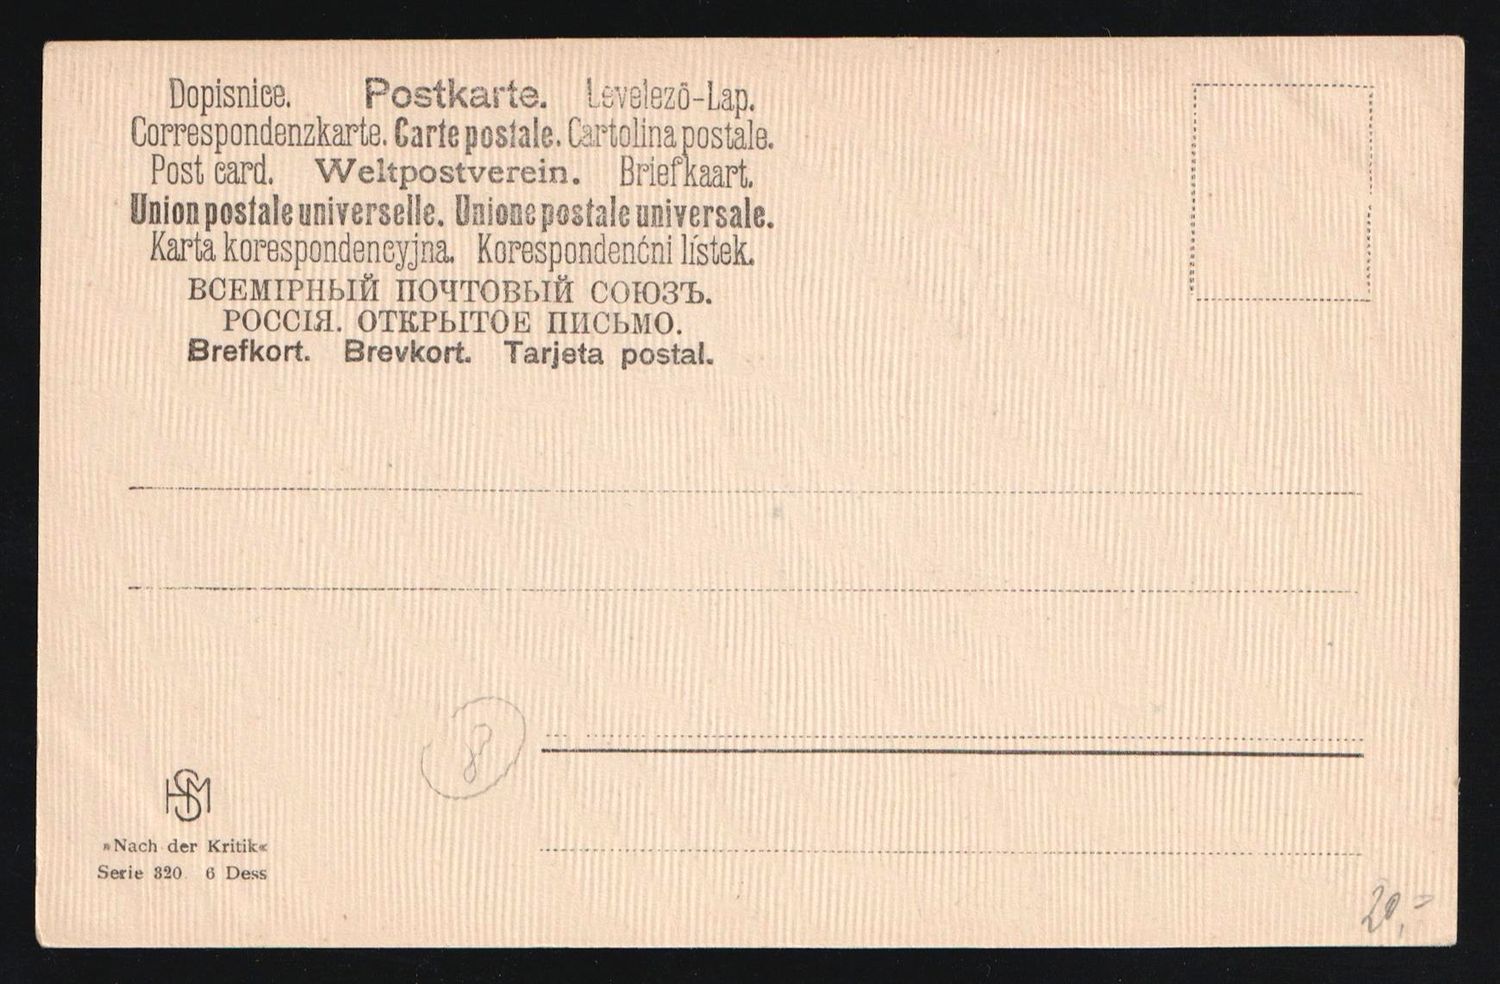 Dopisnice. Postkarte. Levelező-Lap.
Correspondenzkarte. Carte postale. Cartolina postale.
Post card. Weltpostverein. Briefkaart.
Union postale universelle. Unione postale universale.
Karta korespondencyjna. Korespondenćni lístek.
ВСЕМІРНЫЙ ПОЧТОВЫЙ СОЮЗЪ.
РОССІЯ. ОТКРЫТОЕ ПИСЬМО.
Brefkort. Brevkort. Tarjeta postal.
8
HSM
»Nach der Kritik«
Serie 320 6 Dess
20,-